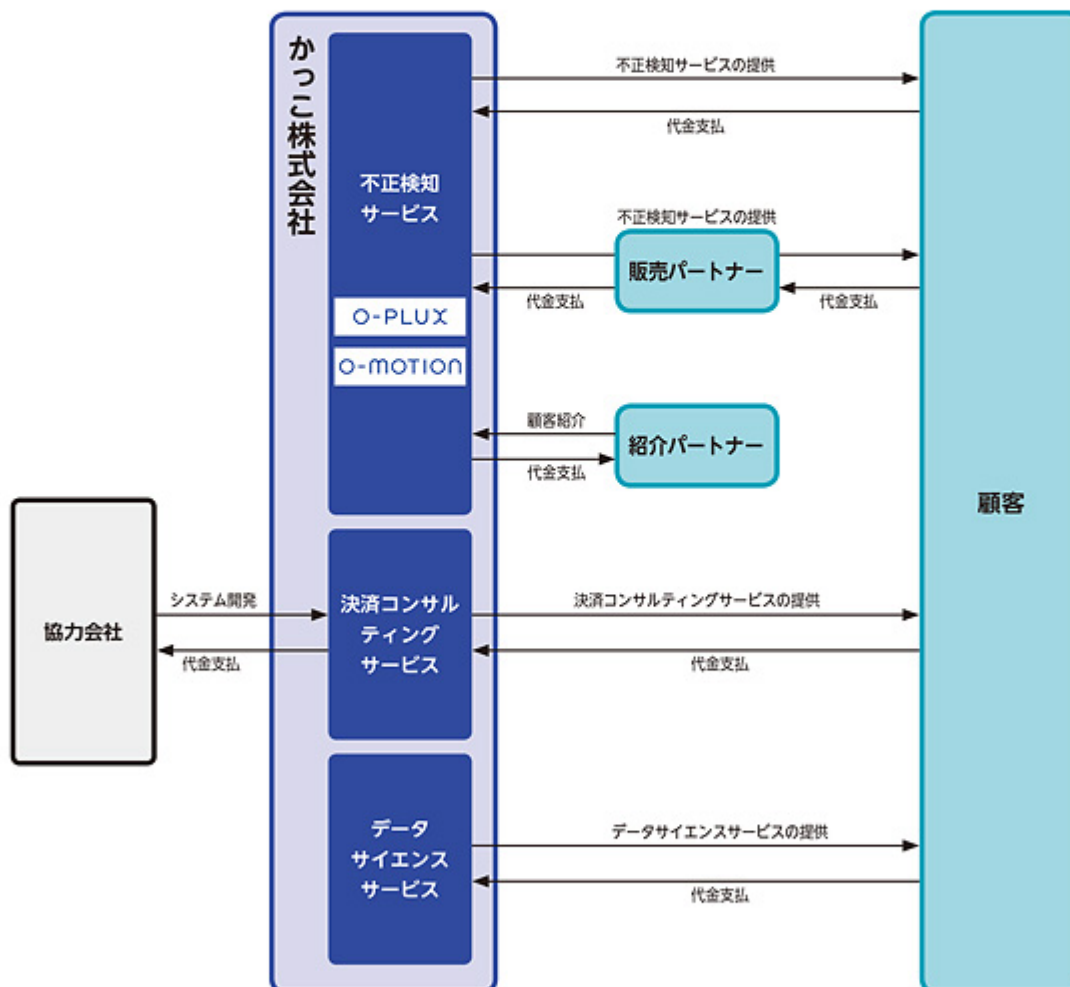 かっこ株式会社
不正検知
サービス
O-PLUX
O-MOTION
不正検知サービスの提供
代金支払
不正検知サービスの提供
販売パートナー
代金支払
代金支払
顧客紹介
紹介パートナー
代金支払
顧客
協力会社
システム開発
代金支払
決済コンサル
ティング
サービス
決済コンサルティングサービスの提供
代金支払
データ
サイエンス
サービス
データサイエンスサービスの提供
代金支払